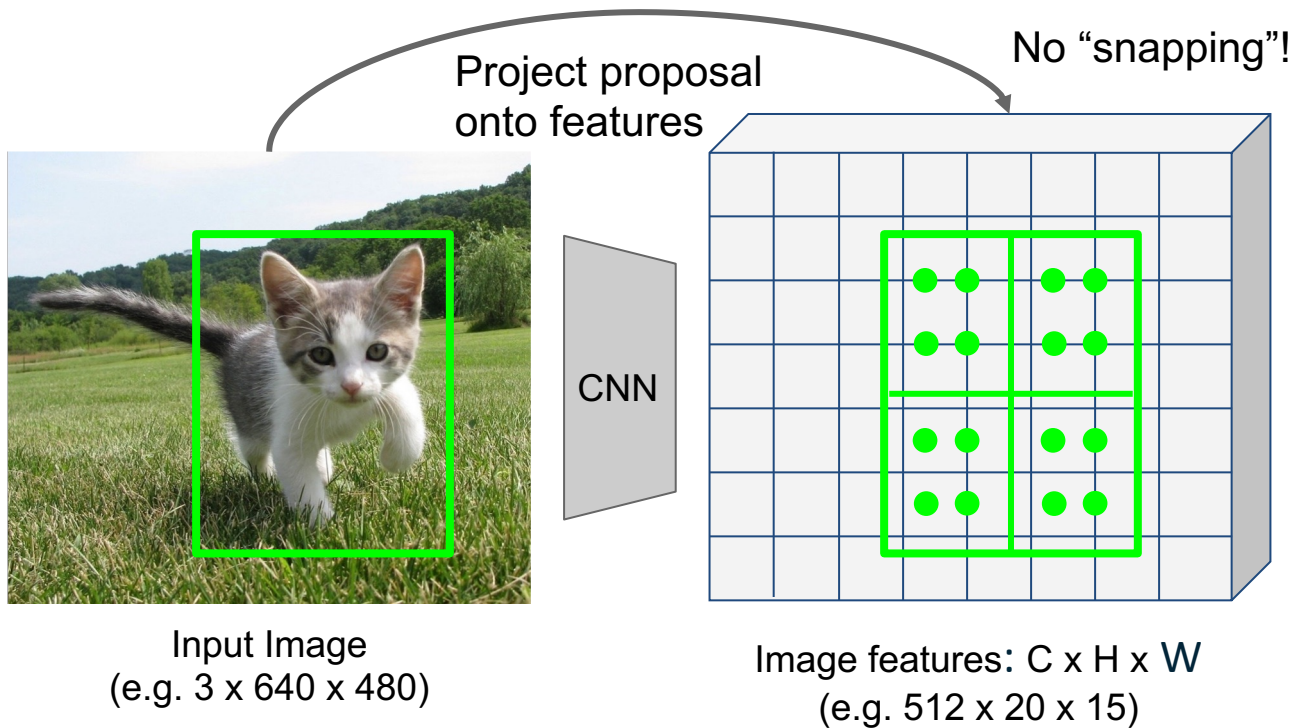 No “snapping”!
Project proposal
onto features
CNN
Input Image
(e.g. 3 x 640 x 480)
Image features: C x H x W
(e.g. 512 x 20 x 15)